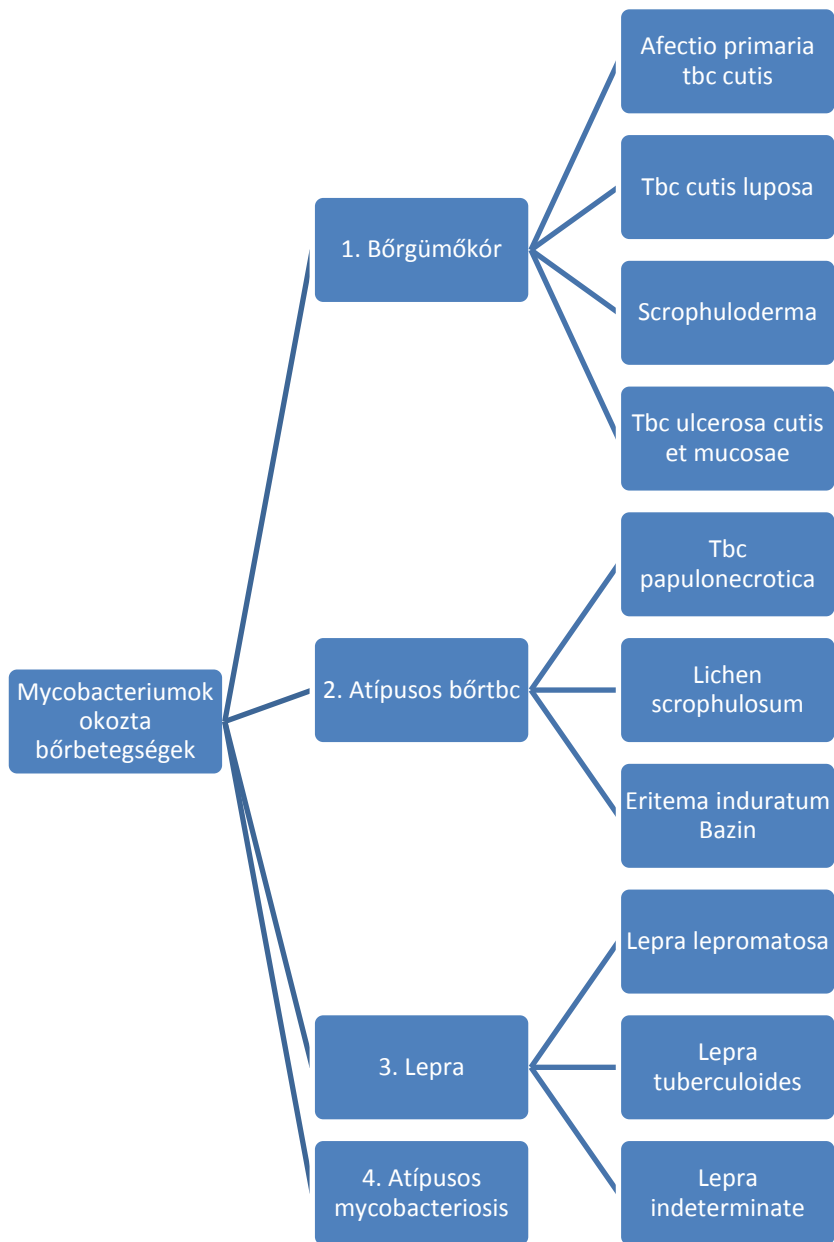 Mycobacteriumok
okozta
bőrbetegségek
1. Bőrgümőkór
Afectio primaria
tbc cutis
Tbc cutis luposa
Scrophuloderma
Tbc ulcerosa cutis
et mucosae
2. Atípusos bőrtbc
Tbc
papulonecrotica
Lichen
scrophulosum
Eritema induratum
Bazin
3. Lepra
Lepra lepromatosa
Lepra
tuberculoides
Lepra
indeterminate
4. Atípusos
mycobacteriosis